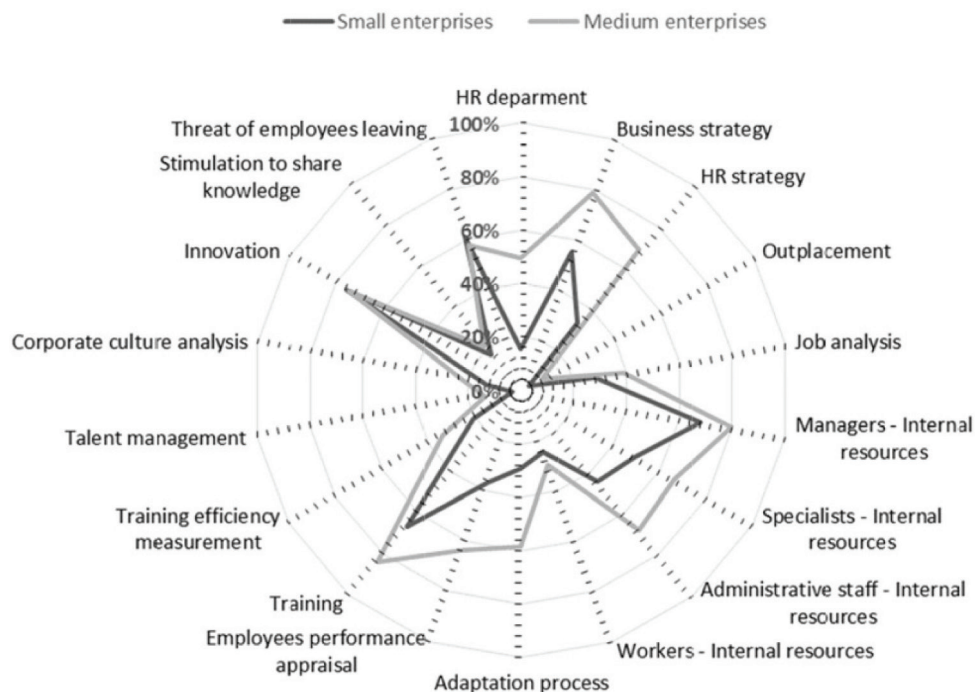 Small enterprises
Medium enterprises
HR deparment
Threat of employees leaving
100%
Business strategy
Stimulation to share
knowledge
80%
HR strategy
60%
Innovation
Outplacement
40%
Corporate culture analysis
20%
Job analysis
0%
Talent management
Managers - Internal
resources
Training efficiency
measurement
Specialists - Internal
resources
Training
Administrative staff - Internal
resources
Employees performance
appraisal
Workers - Internal resources
Adaptation process